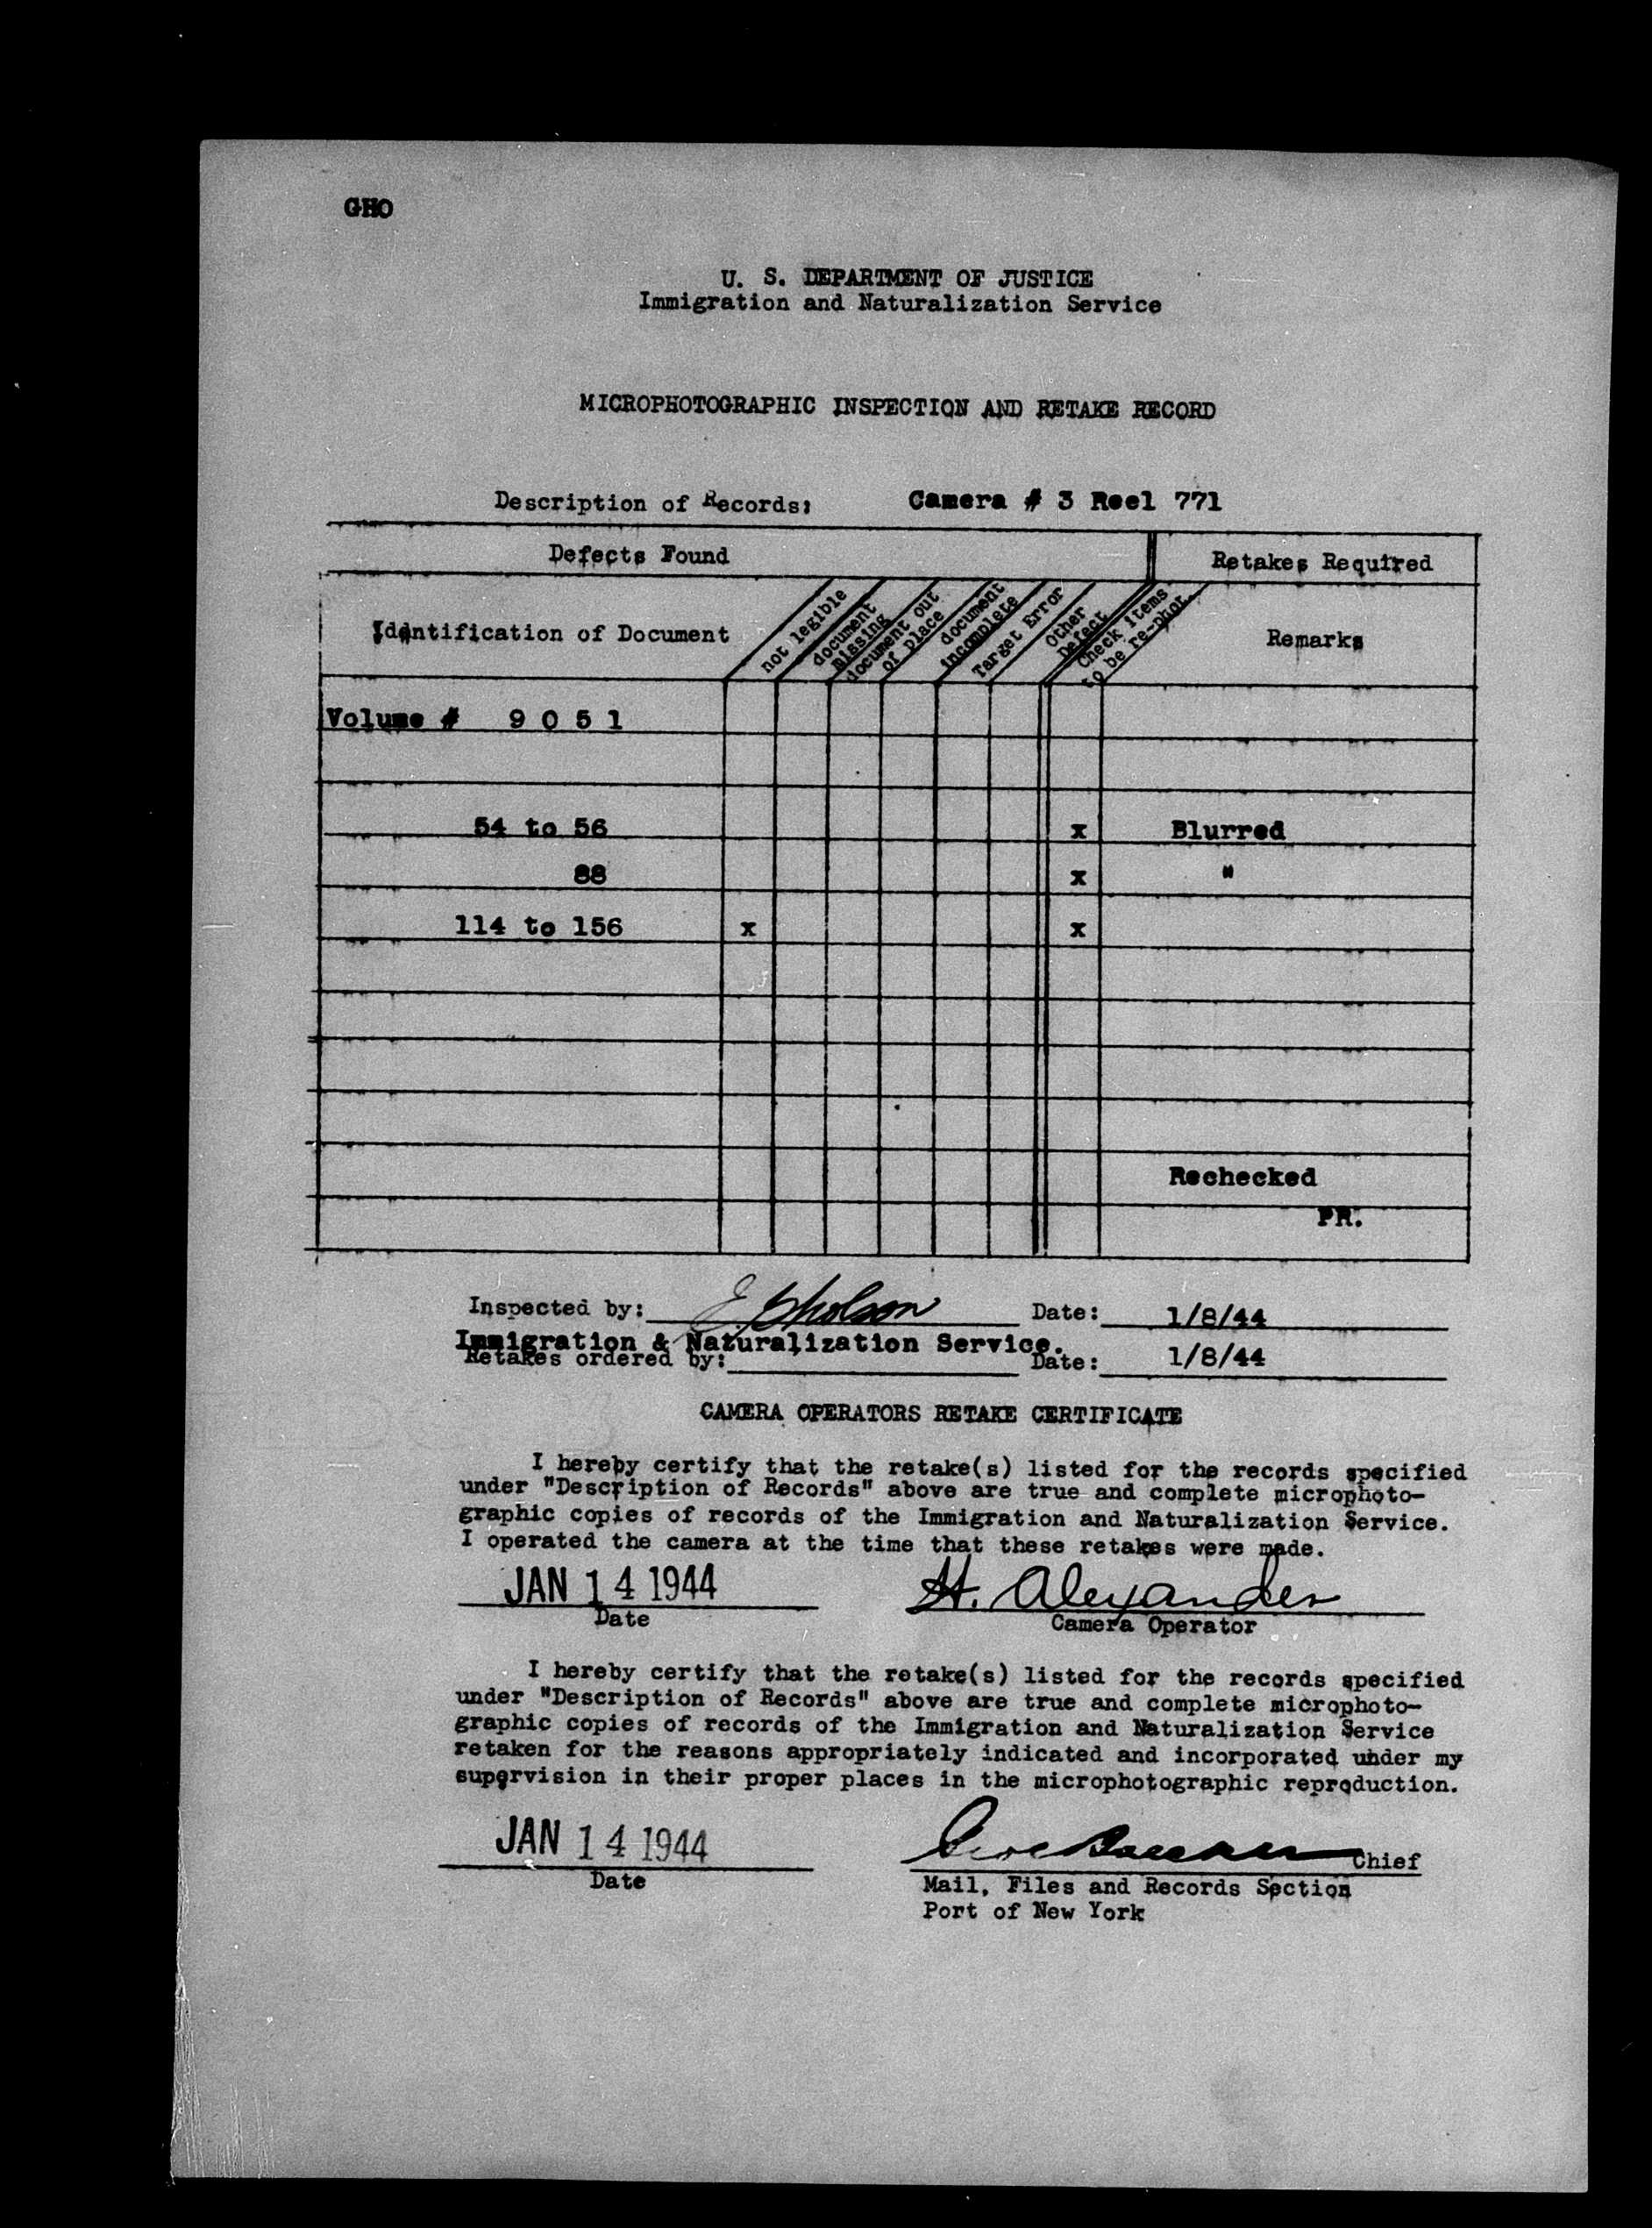 GHO
U. S. DEPARTMENT OF JUSTICE
Immigration and Naturalization Service
MICROPHOTOGRAPHIC INSPECTION AND RETAKE RECORD
Description of Records: Camera # 3 Reel 771
Defects Found Retakes Required
Identification of Document
not legible
document
missing
document out
of place
document
incomplete
Target Error
Other
Defect
Check items
to be re-phot.
Remarks
Volume # 9 0 5 1
54 to 56 x Blurred
88 x "
114 to 156 x x
Rechecked
PR.
Inspected by: Date: 1/8/44
Immigration & Naturalization Service.
Retakes ordered by: Date: 1/8/44
CAMERA OPERATORS RETAKE CERTIFICATE
I hereby certify that the retake(s) listed for the records specified
under "Description of Records" above are true and complete microphoto-
graphic copies of records of the Immigration and Naturalization Service.
I operated the camera at the time that these retakes were made.
JAN 14 1944 H. Alexander
Date Camera Operator
I hereby certify that the retake(s) listed for the records specified
under "Description of Records" above are true and complete microphoto-
graphic copies of records of the Immigration and Naturalization Service
retaken for the reasons appropriately indicated and incorporated under my
supervision in their proper places in the microphotographic reproduction.
JAN 14 1944 Chief
Date Mail, Files and Records Section
Port of New York